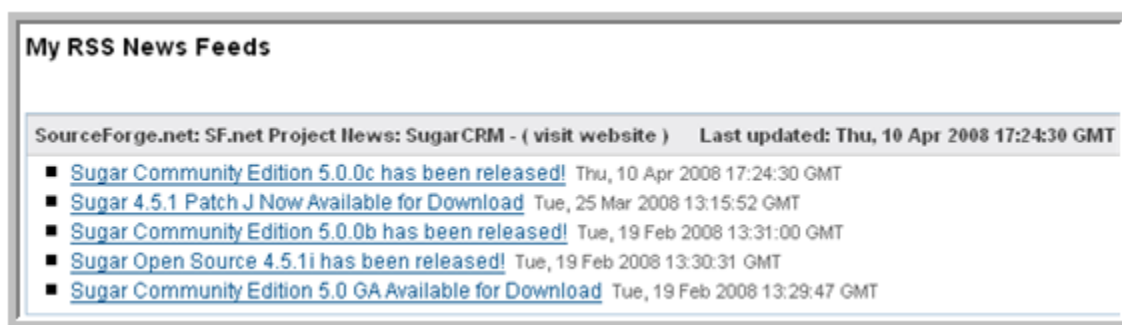 My RSS News Feeds
SourceForge.net: SF.net Project News: SugarCRM - ( visit website ) Last updated: Thu, 10 Apr 2008 17:24:30 GMT
Sugar Community Edition 5.0.0c has been released! Thu, 10 Apr 2008 17:24:30 GMT
Sugar 4.5.1 Patch J Now Available for Download Tue, 25 Mar 2008 13:15:52 GMT
Sugar Community Edition 5.0.0b has been released! Tue, 19 Feb 2008 13:31:00 GMT
Sugar Open Source 4.5.1i has been released! Tue, 19 Feb 2008 13:30:31 GMT
Sugar Community Edition 5.0 GA Available for Download Tue, 19 Feb 2008 13:29:47 GMT